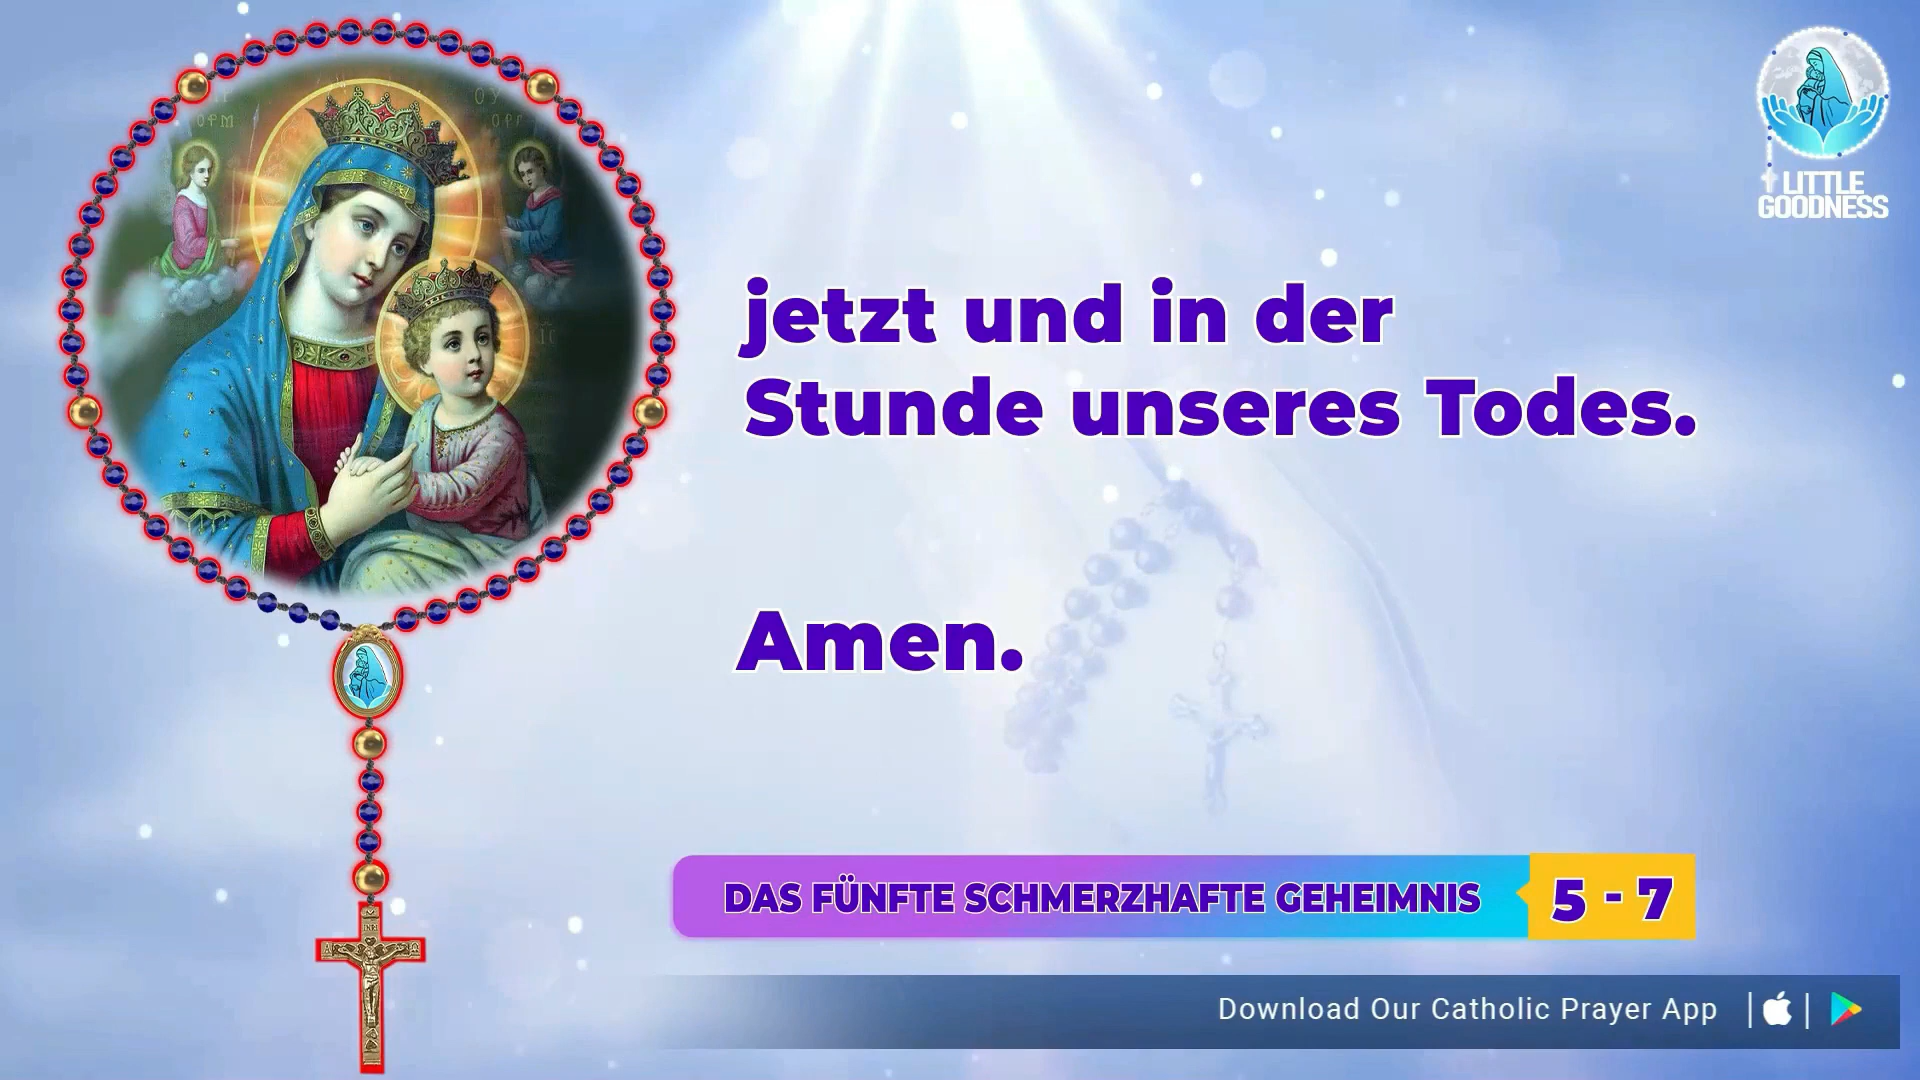 LITTLE
GOODNESS
jetzt und in der
Stunde unseres Todes.
Amen.
DAS FÜNFTE SCHMERZHAFTE GEHEIMNIS
5 - 7
INRI
Download Our Catholic Prayer App